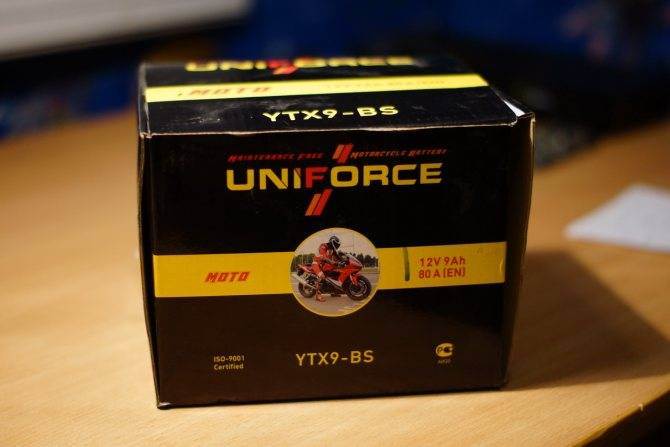 UNIFORCE
MOTO
YTX9-BS
MAINTENANCE FREE MOTORCYCLE BATTERY
UNIFORCE
MOTO
12V 9Ah
80 A (EN)
ISO-9001
Certified
YTX9-BS